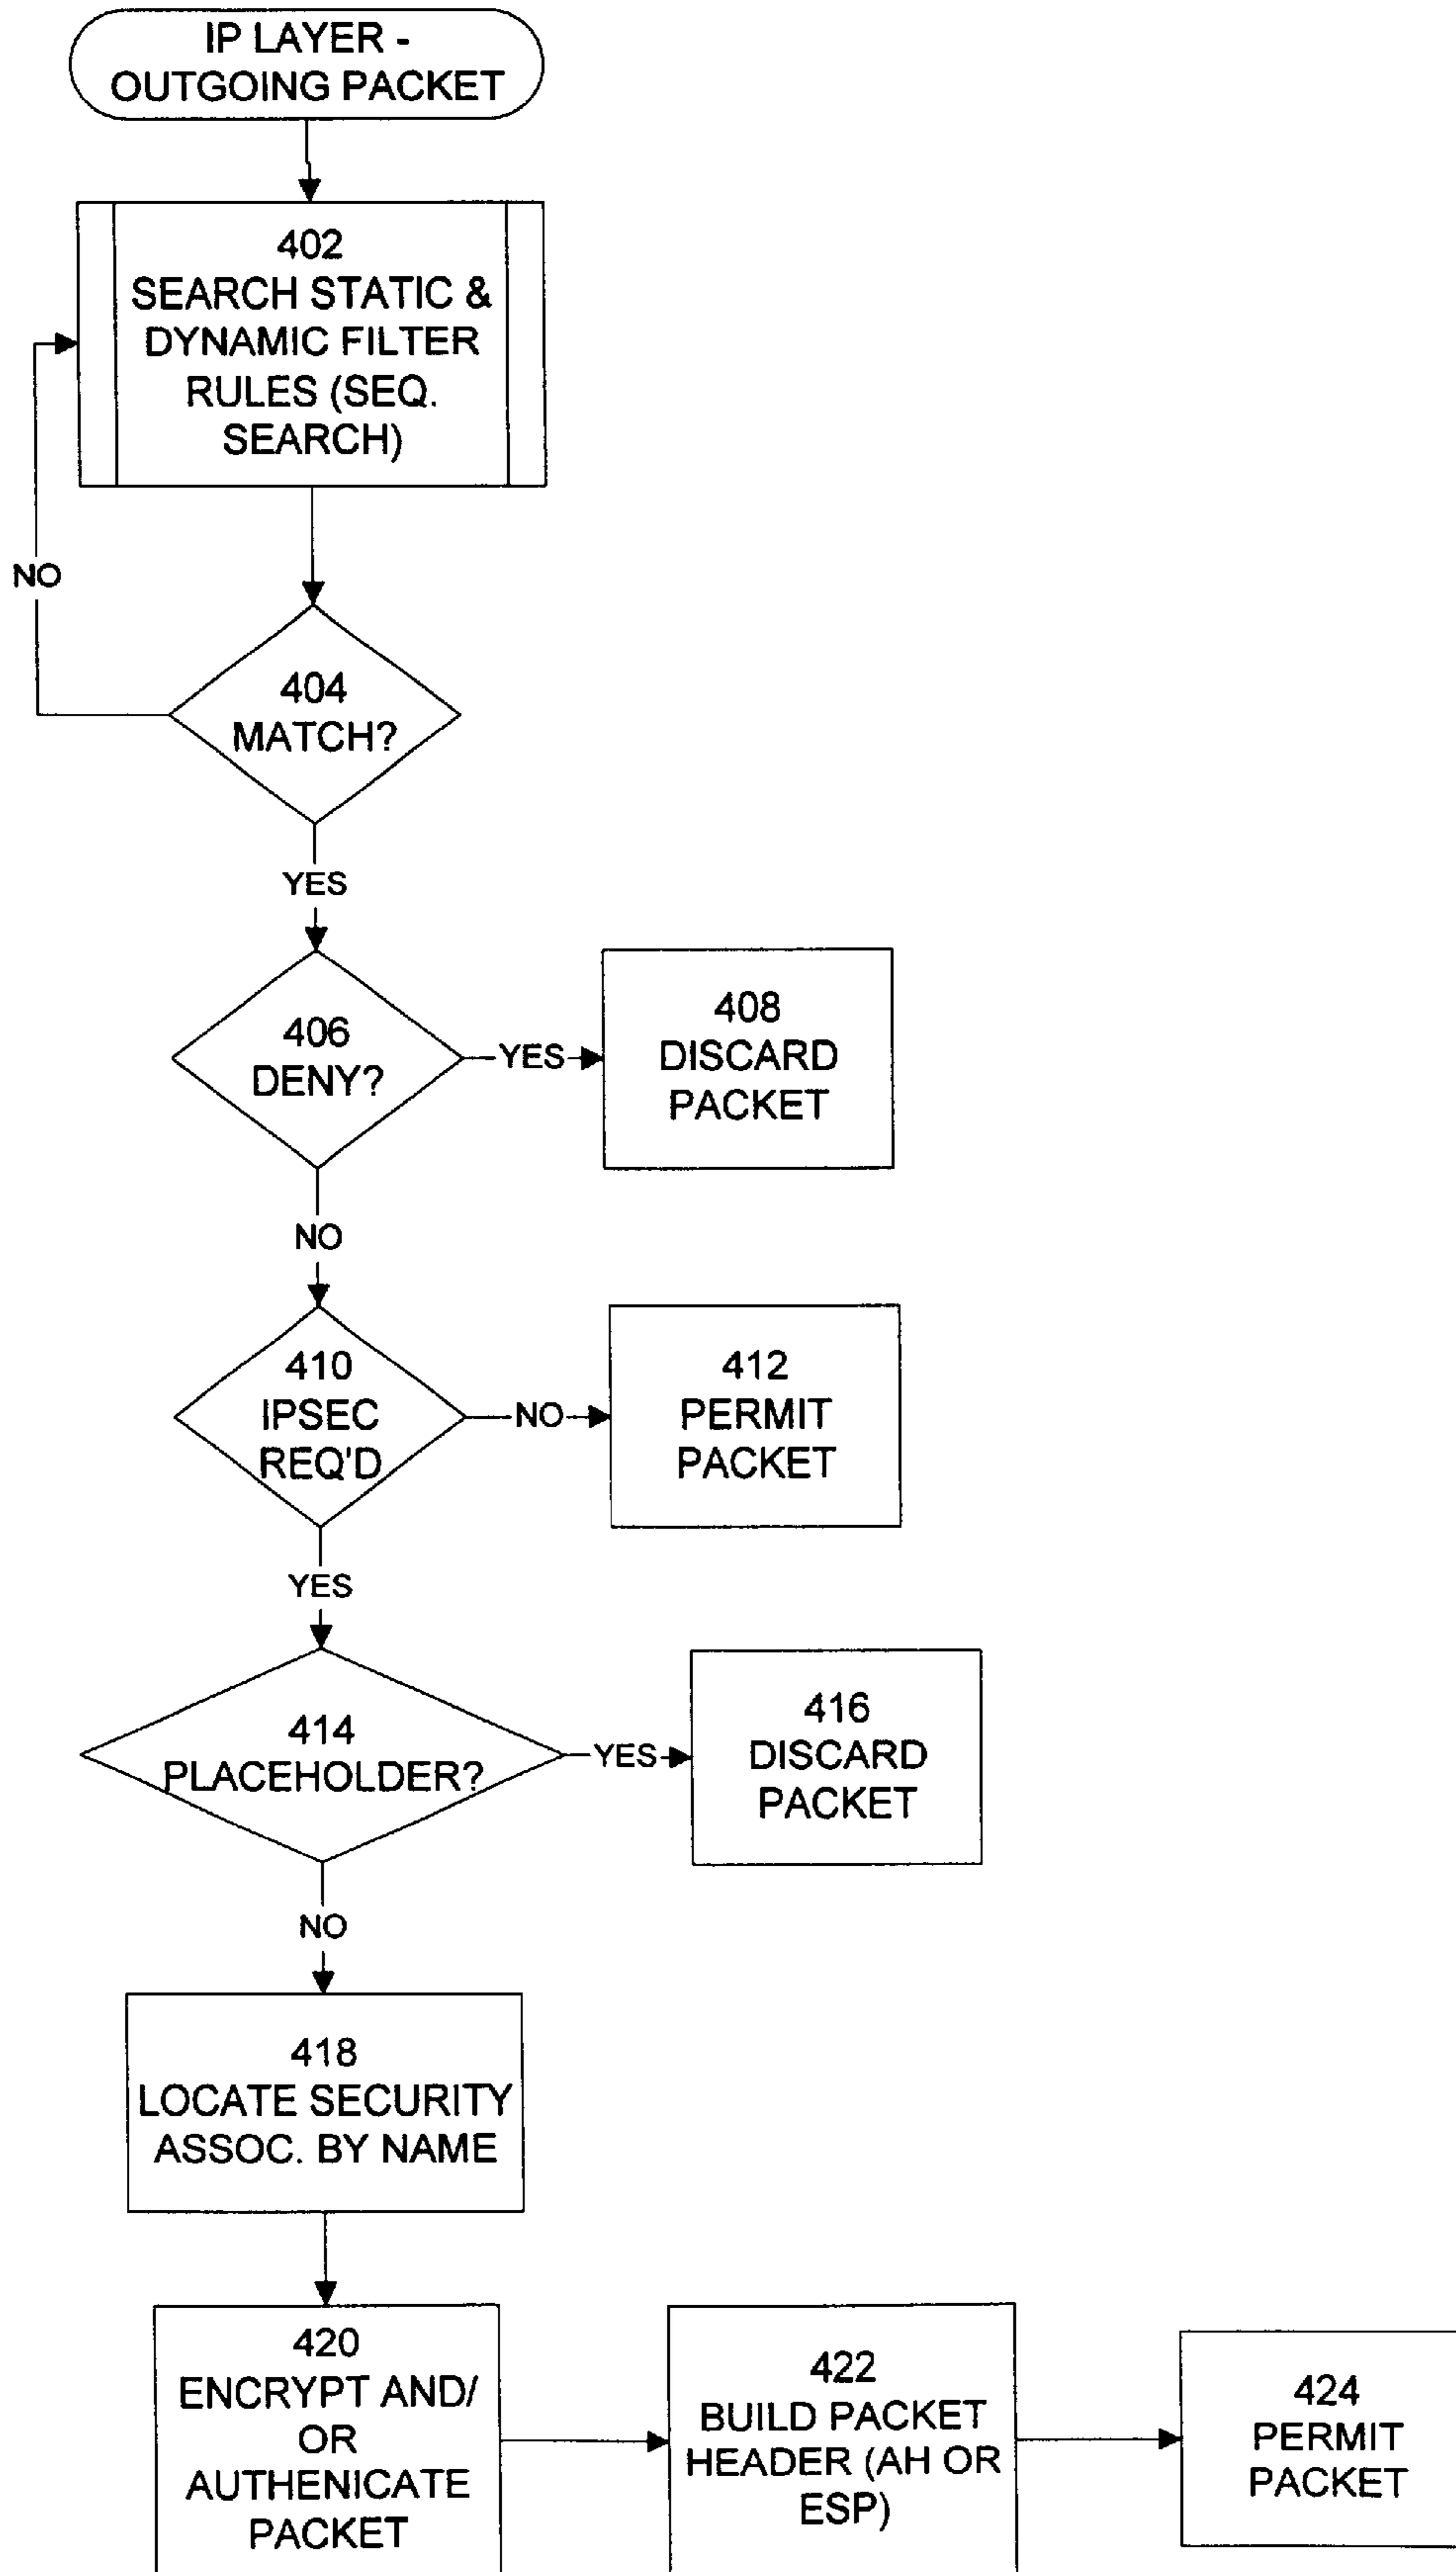 IP LAYER -
OUTGOING PACKET
402
SEARCH STATIC &
DYNAMIC FILTER
RULES (SEQ.
SEARCH)
NO
404
MATCH?
YES
406
DENY?
YES
408
DISCARD
PACKET
NO
410
IPSEC
REQ'D
NO
412
PERMIT
PACKET
YES
414
PLACEHOLDER?
YES
416
DISCARD
PACKET
NO
418
LOCATE SECURITY
ASSOC. BY NAME
420
ENCRYPT AND/
OR
AUTHENICATE
PACKET
422
BUILD PACKET
HEADER (AH OR
ESP)
424
PERMIT
PACKET